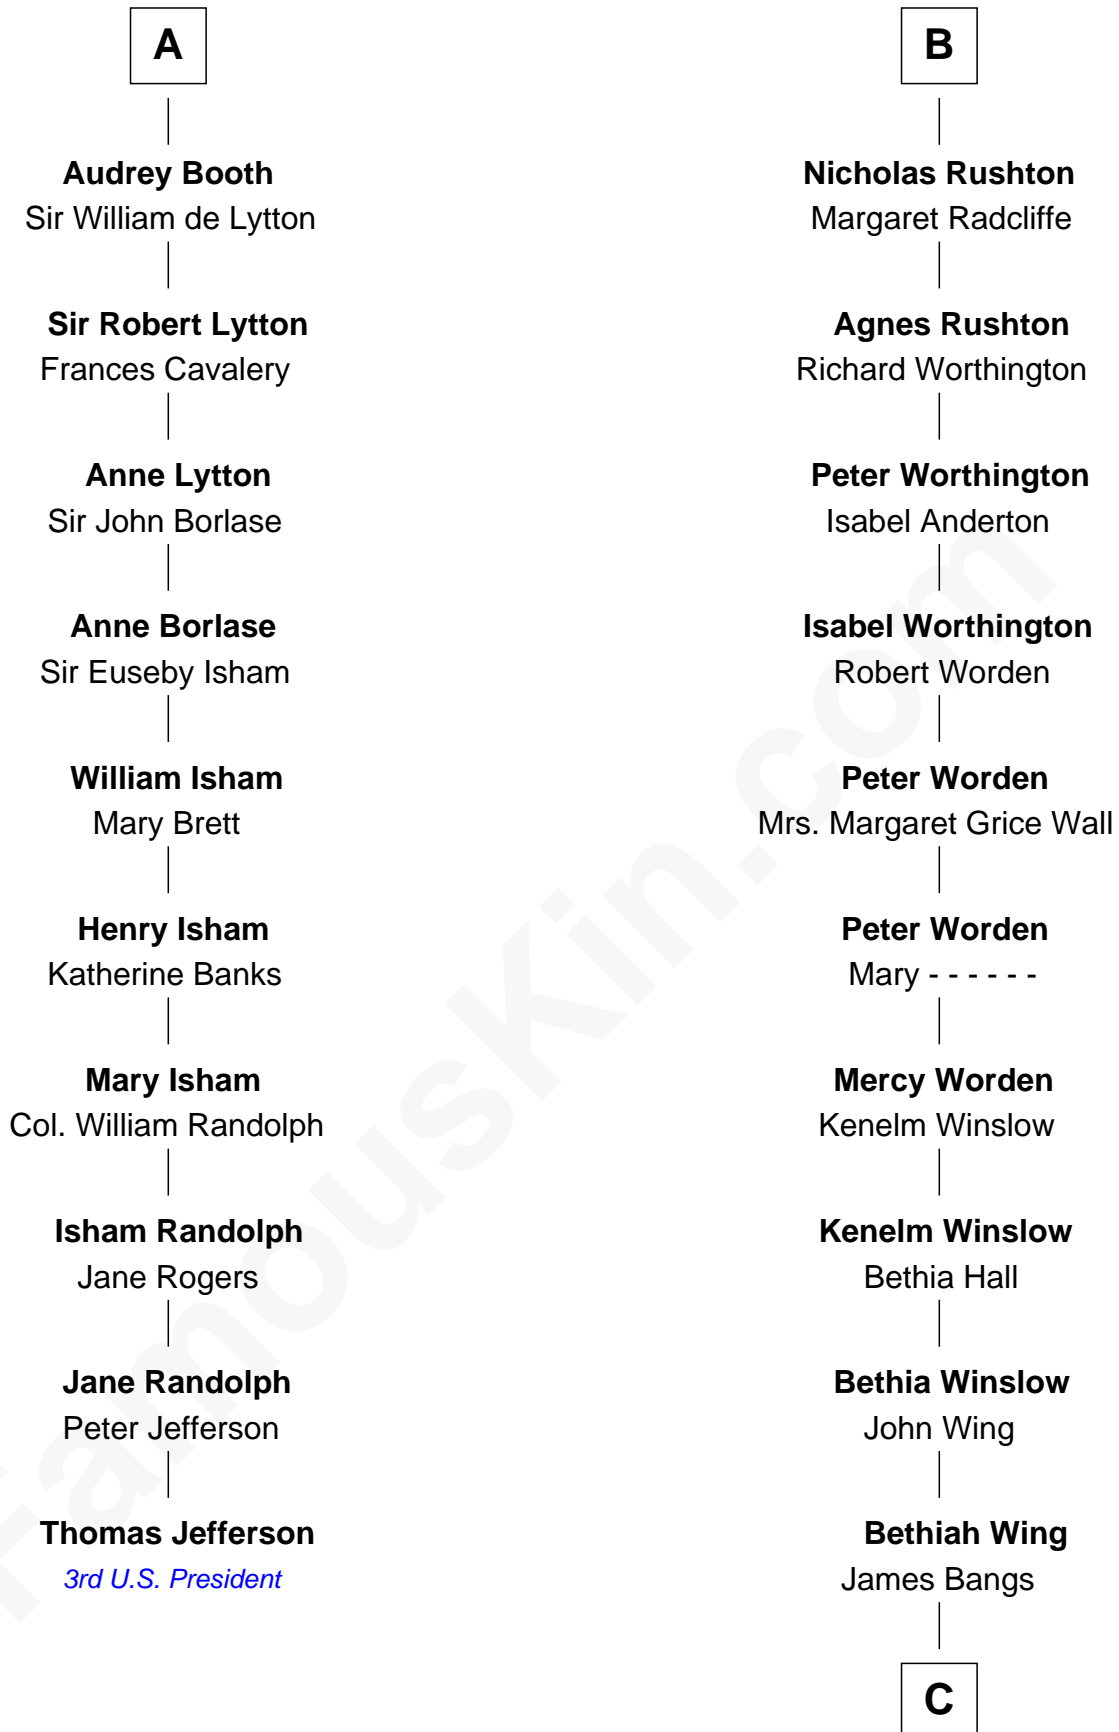 A
Audrey Booth
Sir William de Lytton
Sir Robert Lytton
Frances Cavalery
Anne Lytton
Sir John Borlase
Anne Borlase
Sir Euseby Isham
William Isham
Mary Brett
Henry Isham
Katherine Banks
Mary Isham
Col. William Randolph
Isham Randolph
Jane Rogers
Jane Randolph
Peter Jefferson
Thomas Jefferson
3rd U.S. President
B
Nicholas Rushton
Margaret Radcliffe
Agnes Rushton
Richard Worthington
Peter Worthington
Isabel Anderton
Isabel Worthington
Robert Worden
Peter Worden
Mrs. Margaret Grice Wall
Peter Worden
Mary - - - - - -
Mercy Worden
Kenelm Winslow
Kenelm Winslow
Bethia Hall
Bethia Winslow
John Wing
Bethiah Wing
James Bangs
C
FamousKin.com